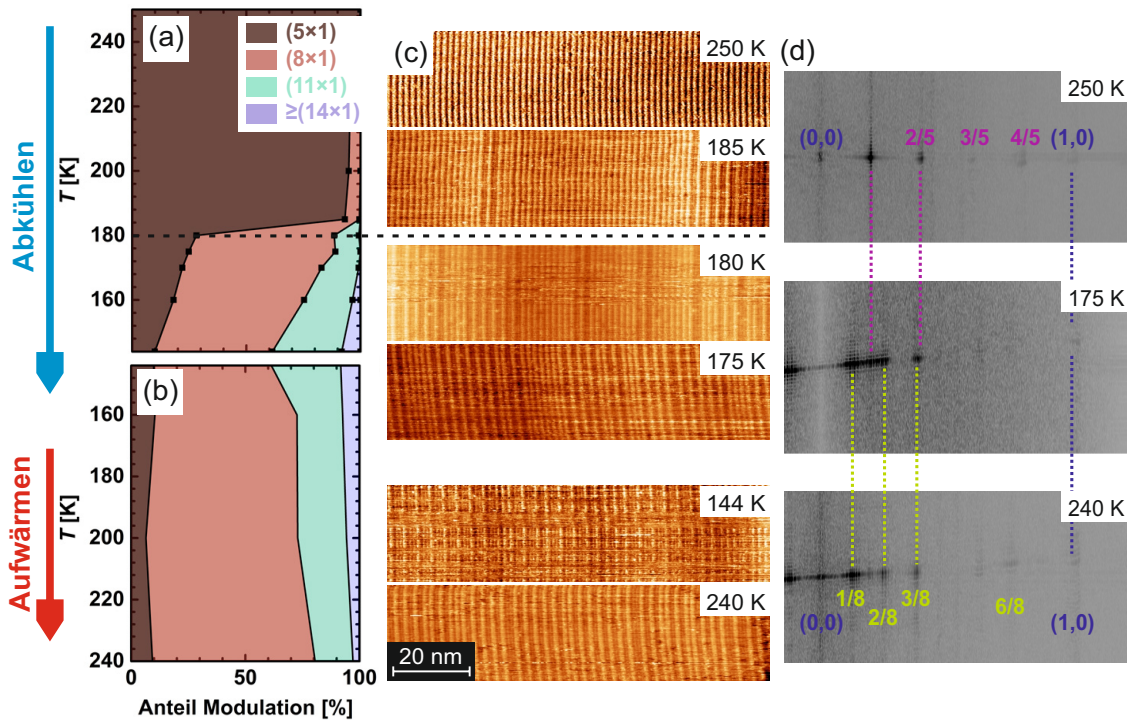 (a)
(5×1)
(8×1)
(11×1)
≥(14×1)
240
220
200
180
160
T [K]
Abkühlen
(b)
160
180
200
220
240
T [K]
Aufwärmen
0
50
100
Anteil Modulation [%]
(c)
250 K
185 K
180 K
175 K
144 K
240 K
20 nm
(d)
250 K
(0,0)
2/5
3/5
4/5
(1,0)
175 K
240 K
1/8
2/8
3/8
6/8
(0,0)
(1,0)